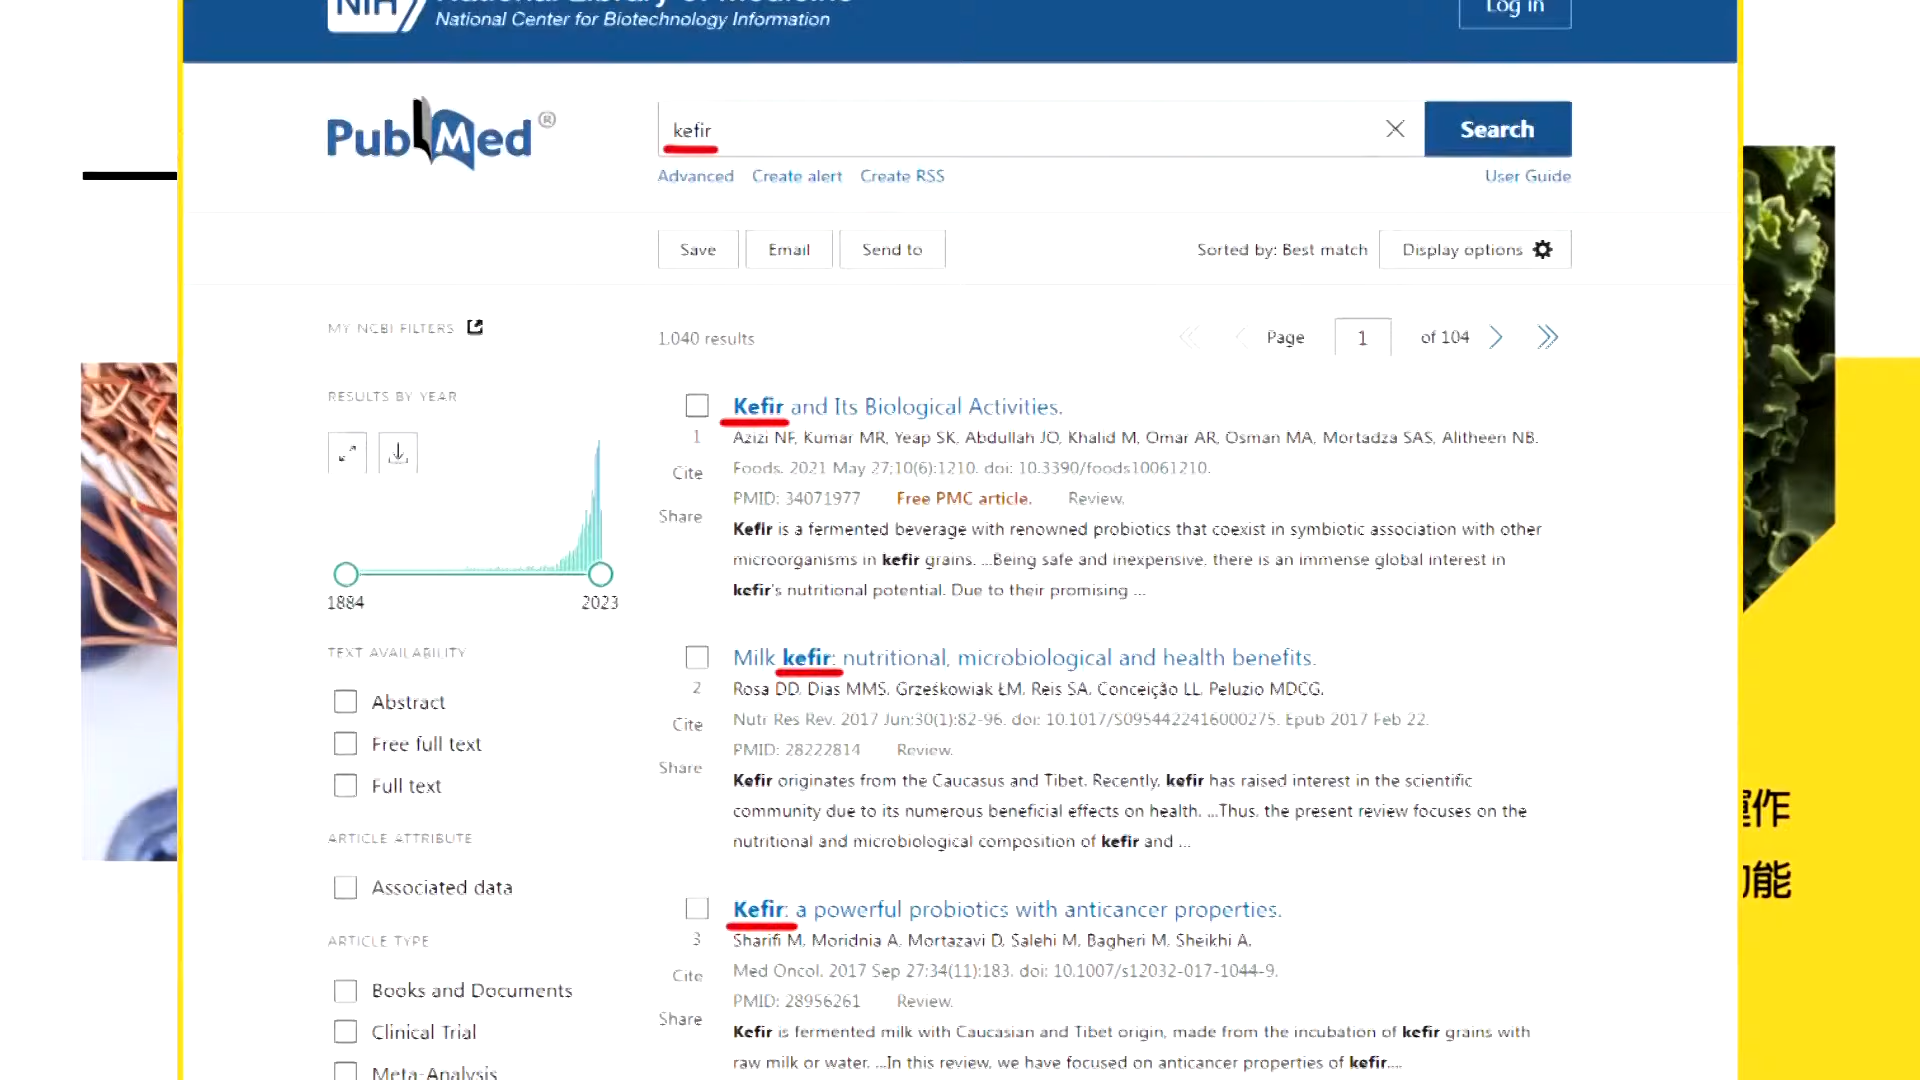 NIH National Library of Medicine
National Center for Biotechnology Information
Log in
PubMed®
kefir
Search
Advanced Create alert Create RSS
User Guide
Save Email Send to
Sorted by: Best match Display options
MY NCBI FILTERS
1,040 results
Page 1 of 104
RESULTS BY YEAR
1884 2023
TEXT AVAILABILITY
Abstract
Free full text
Full text
ARTICLE ATTRIBUTE
Associated data
ARTICLE TYPE
Books and Documents
Clinical Trial
Meta-Analysis
Kefir and Its Biological Activities.
1
Cite
Share
Azizi NF, Kumar MR, Yeap SK, Abdullah JO, Khalid M, Omar AR, Osman MA, Mortadza SAS, Alitheen NB.
Foods. 2021 May 27;10(6):1210. doi: 10.3390/foods10061210.
PMID: 34071977 Free PMC article. Review.
Kefir is a fermented beverage with renowned probiotics that coexist in symbiotic association with other
microorganisms in kefir grains. ...Being safe and inexpensive, there is an immense global interest in
kefir's nutritional potential. Due to their promising ...
Milk kefir: nutritional, microbiological and health benefits.
2
Cite
Share
Rosa DD, Dias MMS, Grześkowiak ŁM, Reis SA, Conceição LL, Peluzio MDCG.
Nutr Res Rev. 2017 Jun;30(1):82-96. doi: 10.1017/S0954422416000275. Epub 2017 Feb 22.
PMID: 28222814 Review.
Kefir originates from the Caucasus and Tibet. Recently, kefir has raised interest in the scientific
community due to its numerous beneficial effects on health. ...Thus, the present review focuses on the
nutritional and microbiological composition of kefir and ...
Kefir: a powerful probiotics with anticancer properties.
3
Cite
Share
Sharifi M, Moridnia A, Mortazavi D, Salehi M, Bagheri M, Sheikhi A.
Med Oncol. 2017 Sep 27;34(11):183. doi: 10.1007/s12032-017-1044-9.
PMID: 28956261 Review.
Kefir is fermented milk with Caucasian and Tibet origin, made from the incubation of kefir grains with
raw milk or water. ...In this review, we have focused on anticancer properties of kefir....
作
能